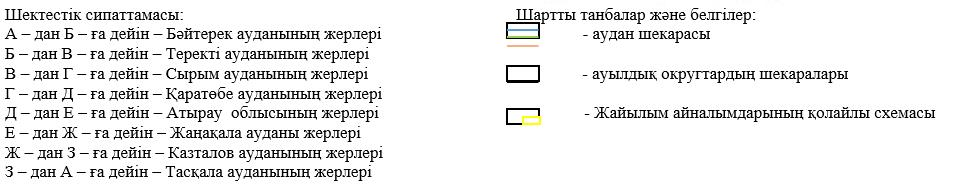 Шектестік сипаттамасы:
А – дан Б – ға дейін – Бәйтерек ауданының жерлері
Б – дан В – ға дейін – Теректі ауданының жерлері
В – дан Г – ға дейін – Сырым ауданының жерлері
Г – дан Д – ға дейін – Қаратөбе ауданының жерлері
Д – дан Е – ға дейін – Атырау облысының жерлері
Е – дан Ж – ға дейін – Жаңақала ауданы жерлері
Ж – дан З – ға дейін – Казталов ауданының жерлері
З – дан А – ға дейін – Тасқала ауданының жерлері
Шартты танбалар және белгілер:
- аудан шекарасы
- ауылдық округтардың шекаралары
- Жайылым айналымдарының қолайлы схемасы